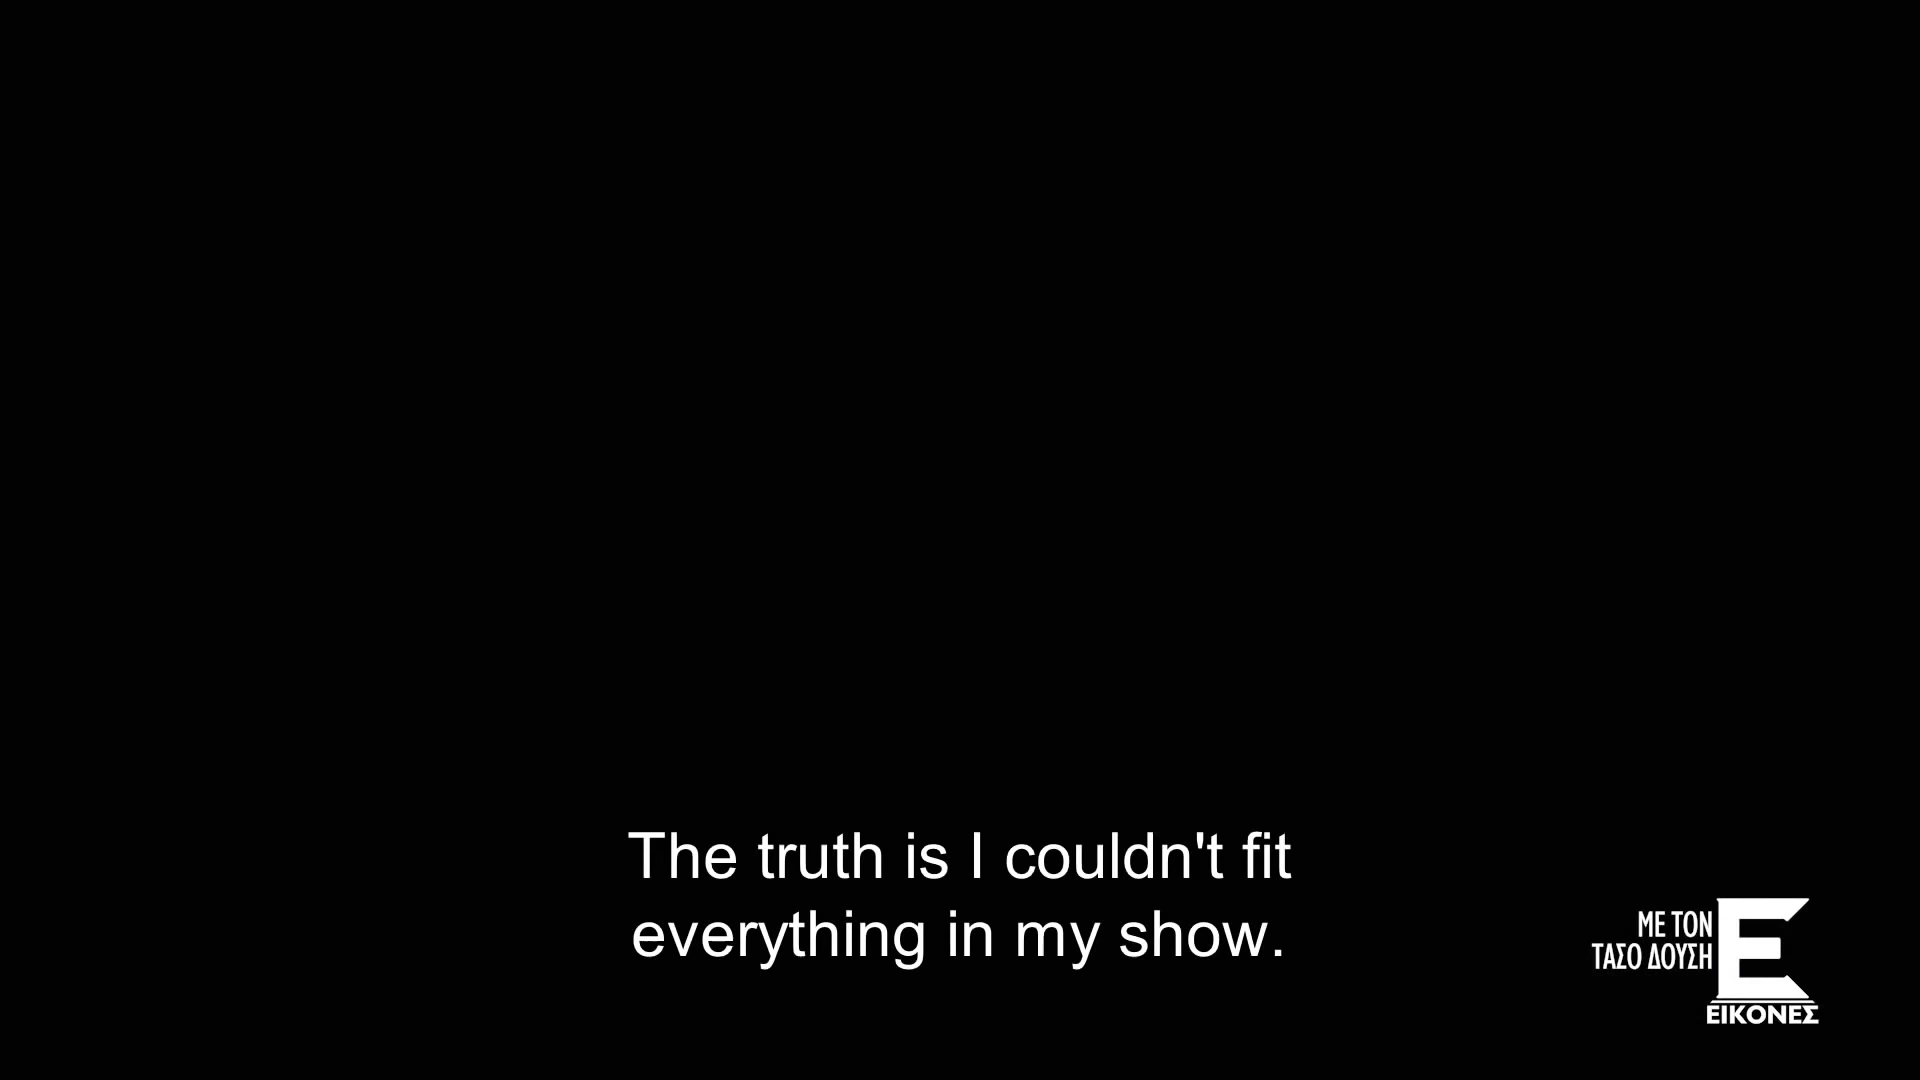 The truth is I couldn't fit
everything in my show.
ΜΕ ΤΟΝ
ΤΑΣΟ ΔΟΥΣΗ
Ε
ΕΙΚΟΝΕΣ